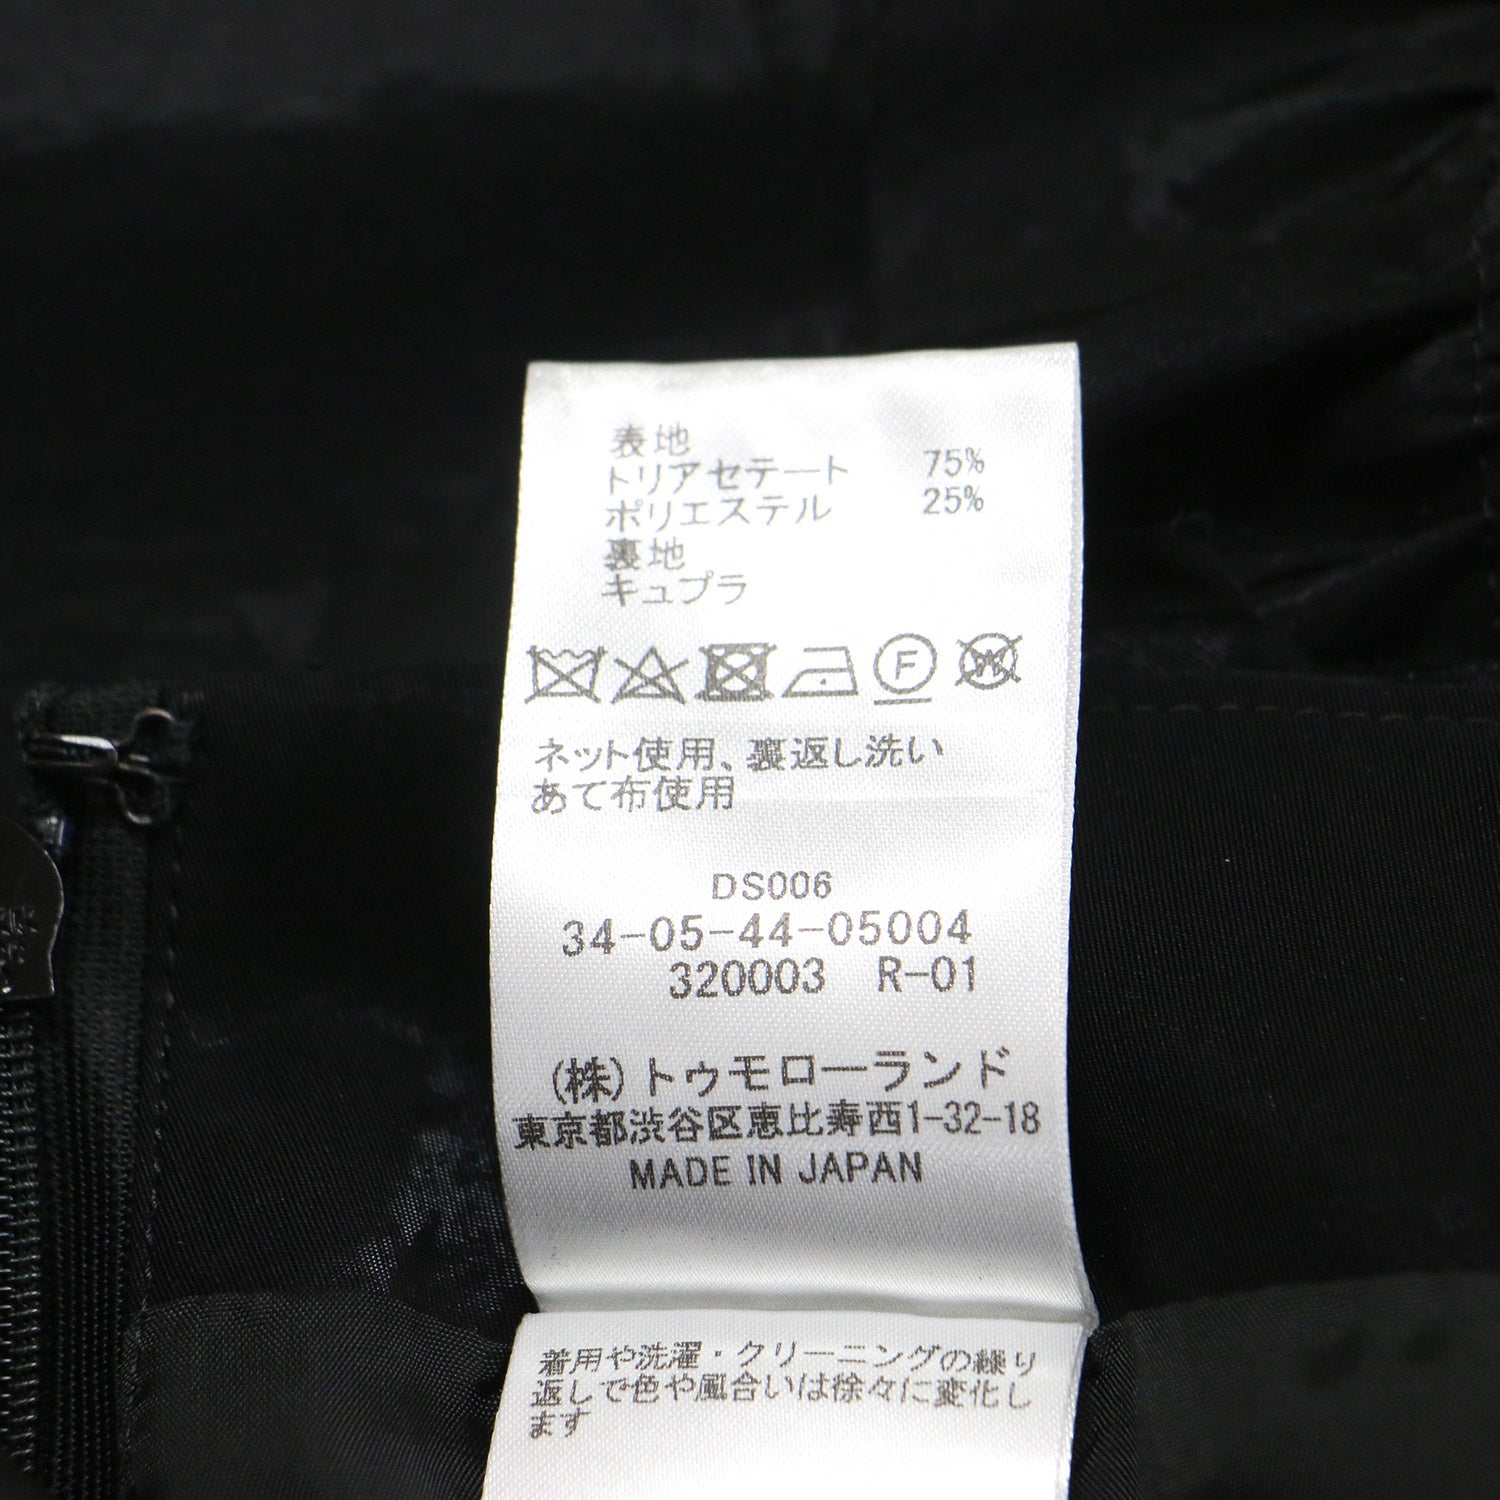 表地
トリアセテート 75%
ポリエステル 25%
裏地
キュプラ
F
W
ネット使用、裏返し洗い
あて布使用
DS006
34-05-44-05004
320003 R-01
(株)トゥモローランド
東京都渋谷区恵比寿西1-32-18
MADE IN JAPAN
着用や洗濯・クリーニングの繰り
返しで色や風合いは徐々に変化し
ます